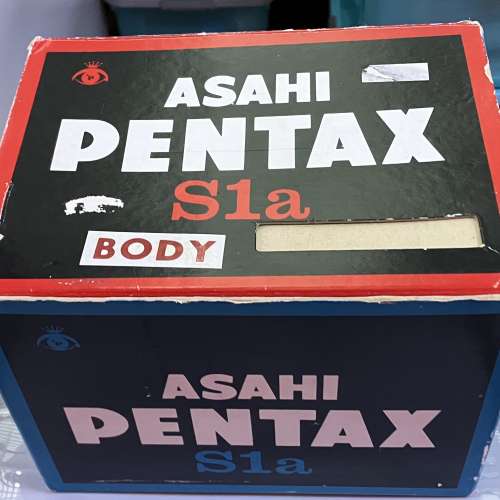 ASAHI
PENTAX
S1a
BODY
ASAHI
PENTAX
S1a